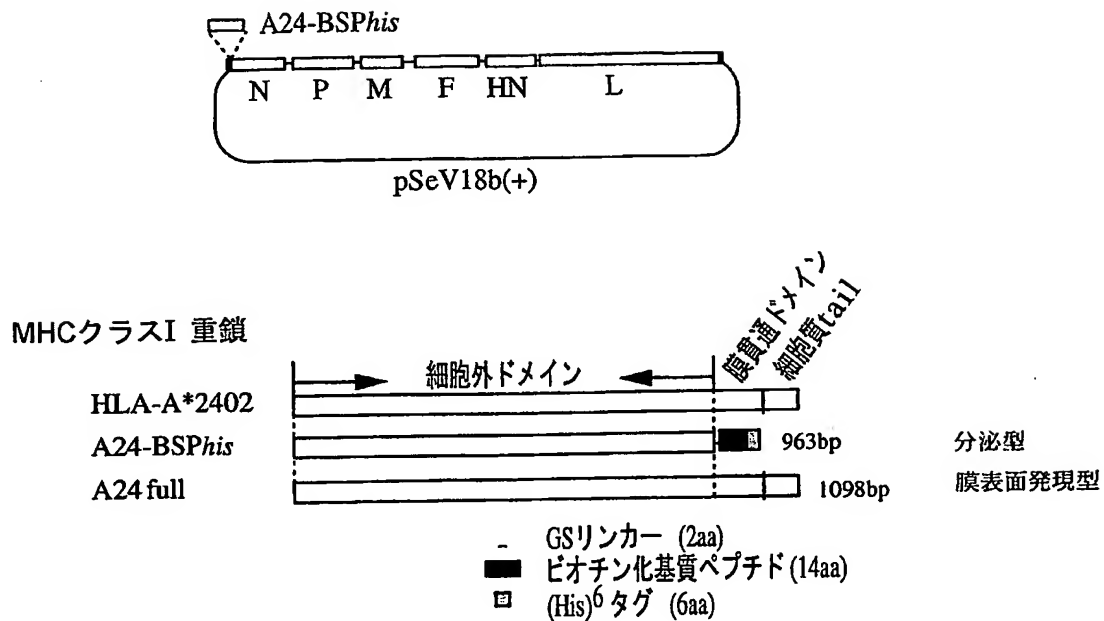 A24-BSPhis
N P M F HN L
pSeV18b(+)
MHCクラスI 重鎖
細胞外ドメイン
膜貫通ドメイン
細胞質tail
HLA-A*2402
A24-BSPhis 963bp 分泌型
A24 full 1098bp 膜表面発現型
GSリンカー (2aa)
ビオチン化基質ペプチド(14aa)
(His)6 タグ (6aa)